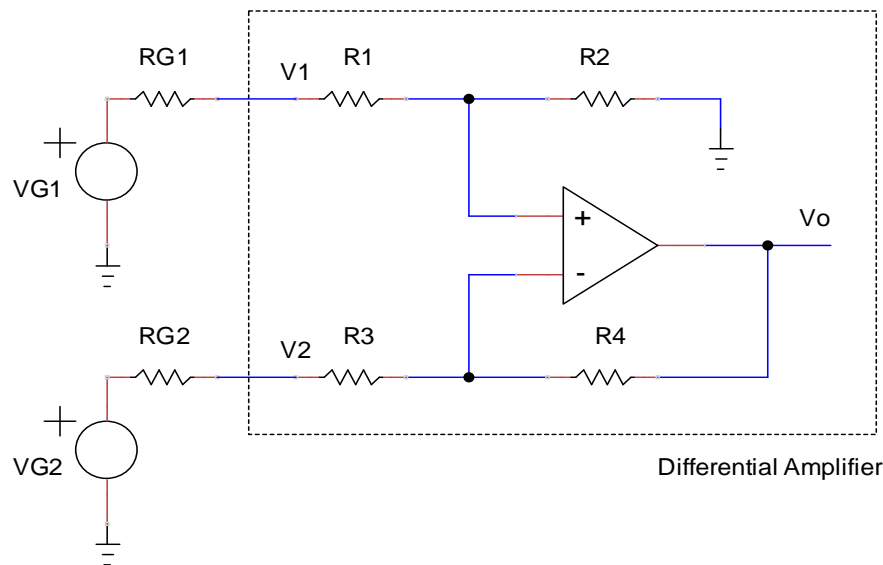 RG1
V1
R1
R2
VG1
+
-
Vo
RG2
V2
R3
R4
VG2
Differential Amplifier